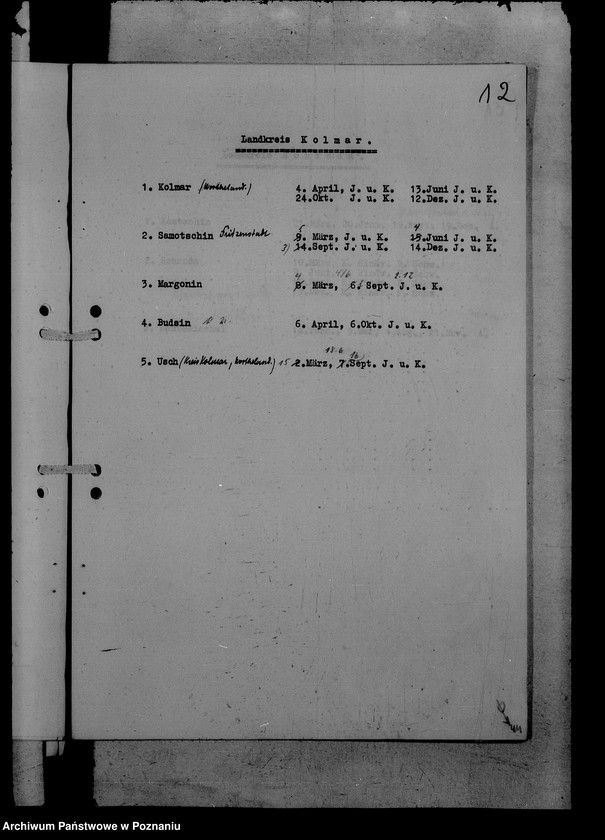 12
Landkreis Kolmar.
1. Kolmar (Wartheland.) 4. April, J. u. K. 13.Juni J. u. K.
24.Okt. J. u. K. 12.Dez. J. u. K.
2. Samotschin 9. März, J. u. K. 15.Juni J. u. K.
14.Sept. J. u. K. 14.Dez. J. u. K.
3. Margonin 8. März, 6. Sept. J. u. K.
4. Budsin 6. April, 6.Okt. J. u. K.
5. Usch (Kreis Kolmar, Wartheland.) 15 2.März, 7.Sept. J. u. K.
Archiwum Państwowe w Poznaniu